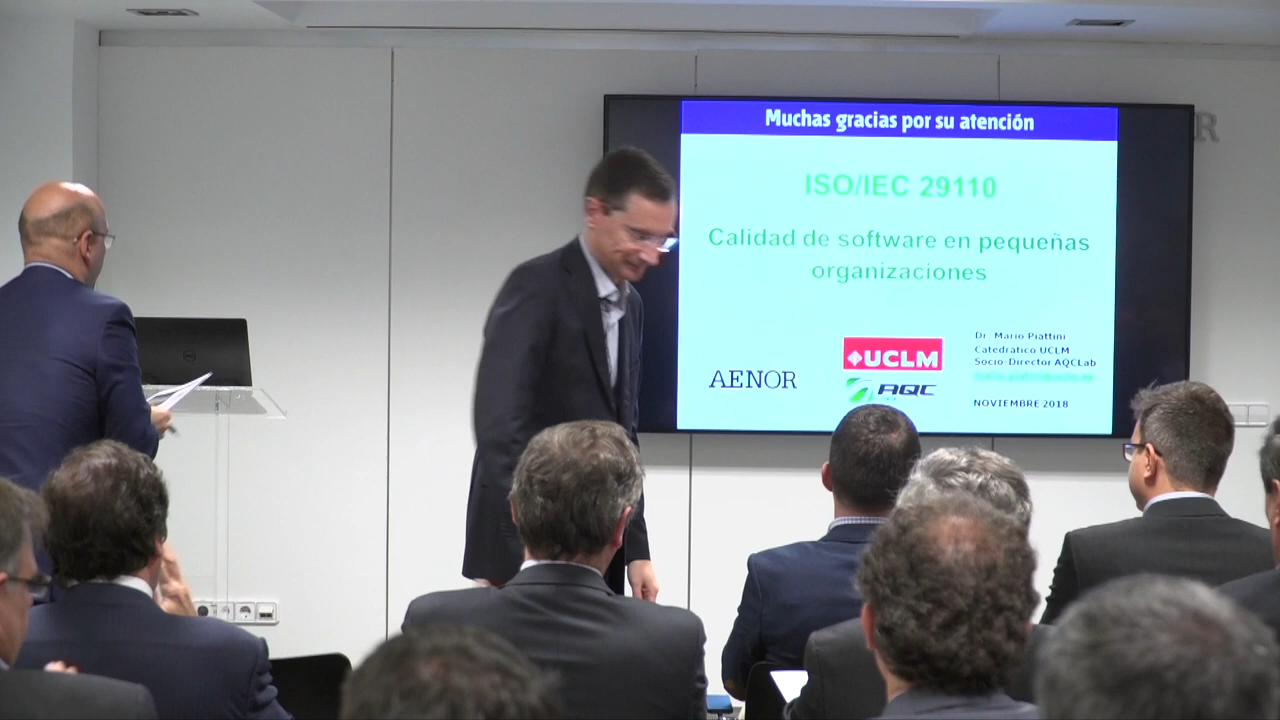 Muchas gracias por su atención
ISO/IEC 29110
Calidad de software en pequeñas
organizaciones
AENOR
UCLM
AQC
Dr. Mario Piattini
Catedrático UCLM
Socio-Director AQCLab
NOVIEMBRE 2018
R